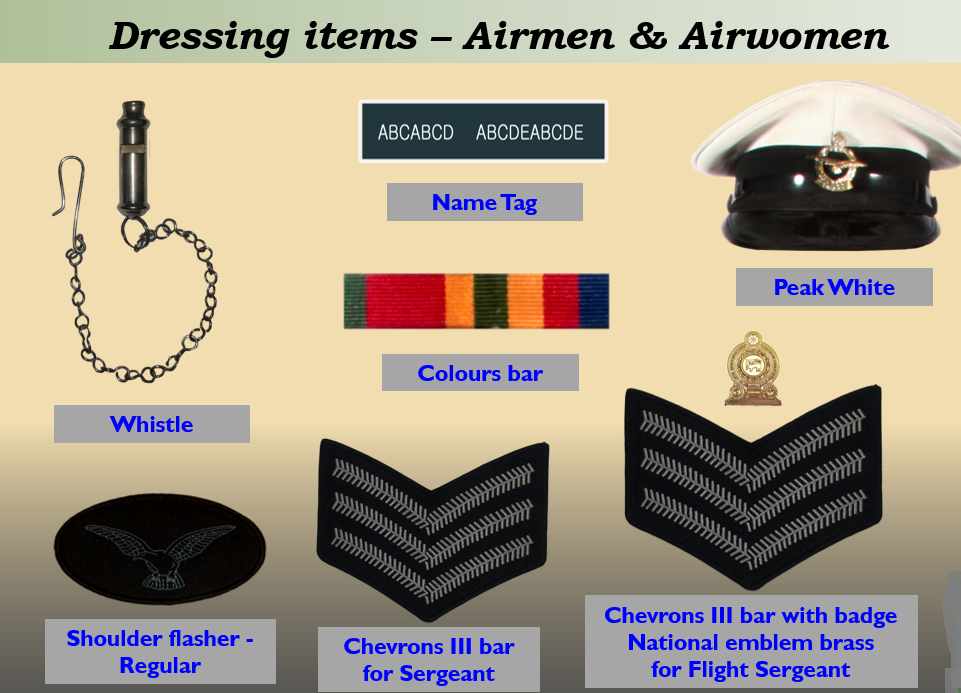 Dressing items – Airmen & Airwomen
ABCABCD ABCDEABCDE
Name Tag
Peak White
Colours bar
Whistle
Shoulder flasher -
Regular
Chevrons III bar
for Sergeant
Chevrons III bar with badge
National emblem brass
for Flight Sergeant